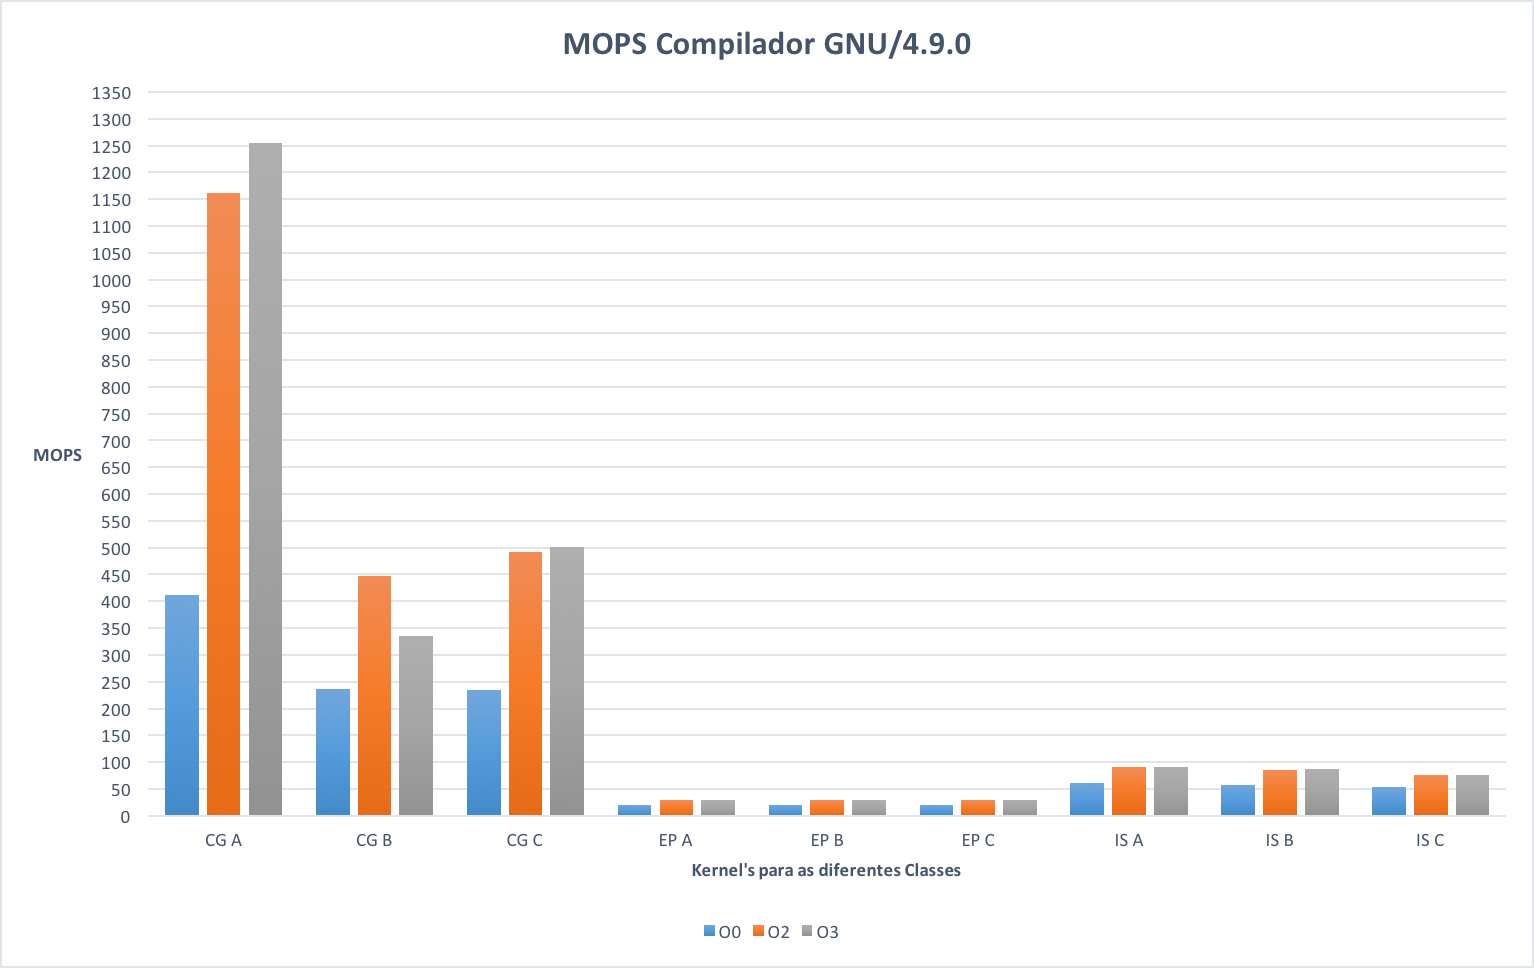 MOPS Compilador GNU/4.9.0
1350
1300
1250
1200
1150
1100
1050
1000
950
900
850
800
750
700
650
600
550
500
450
400
350
300
250
200
150
100
50
0
MOPS
CG A
CG B
CG C
EP A
EP B
EP C
IS A
IS B
IS C
Kernel's para as diferentes Classes
O0
O2
O3